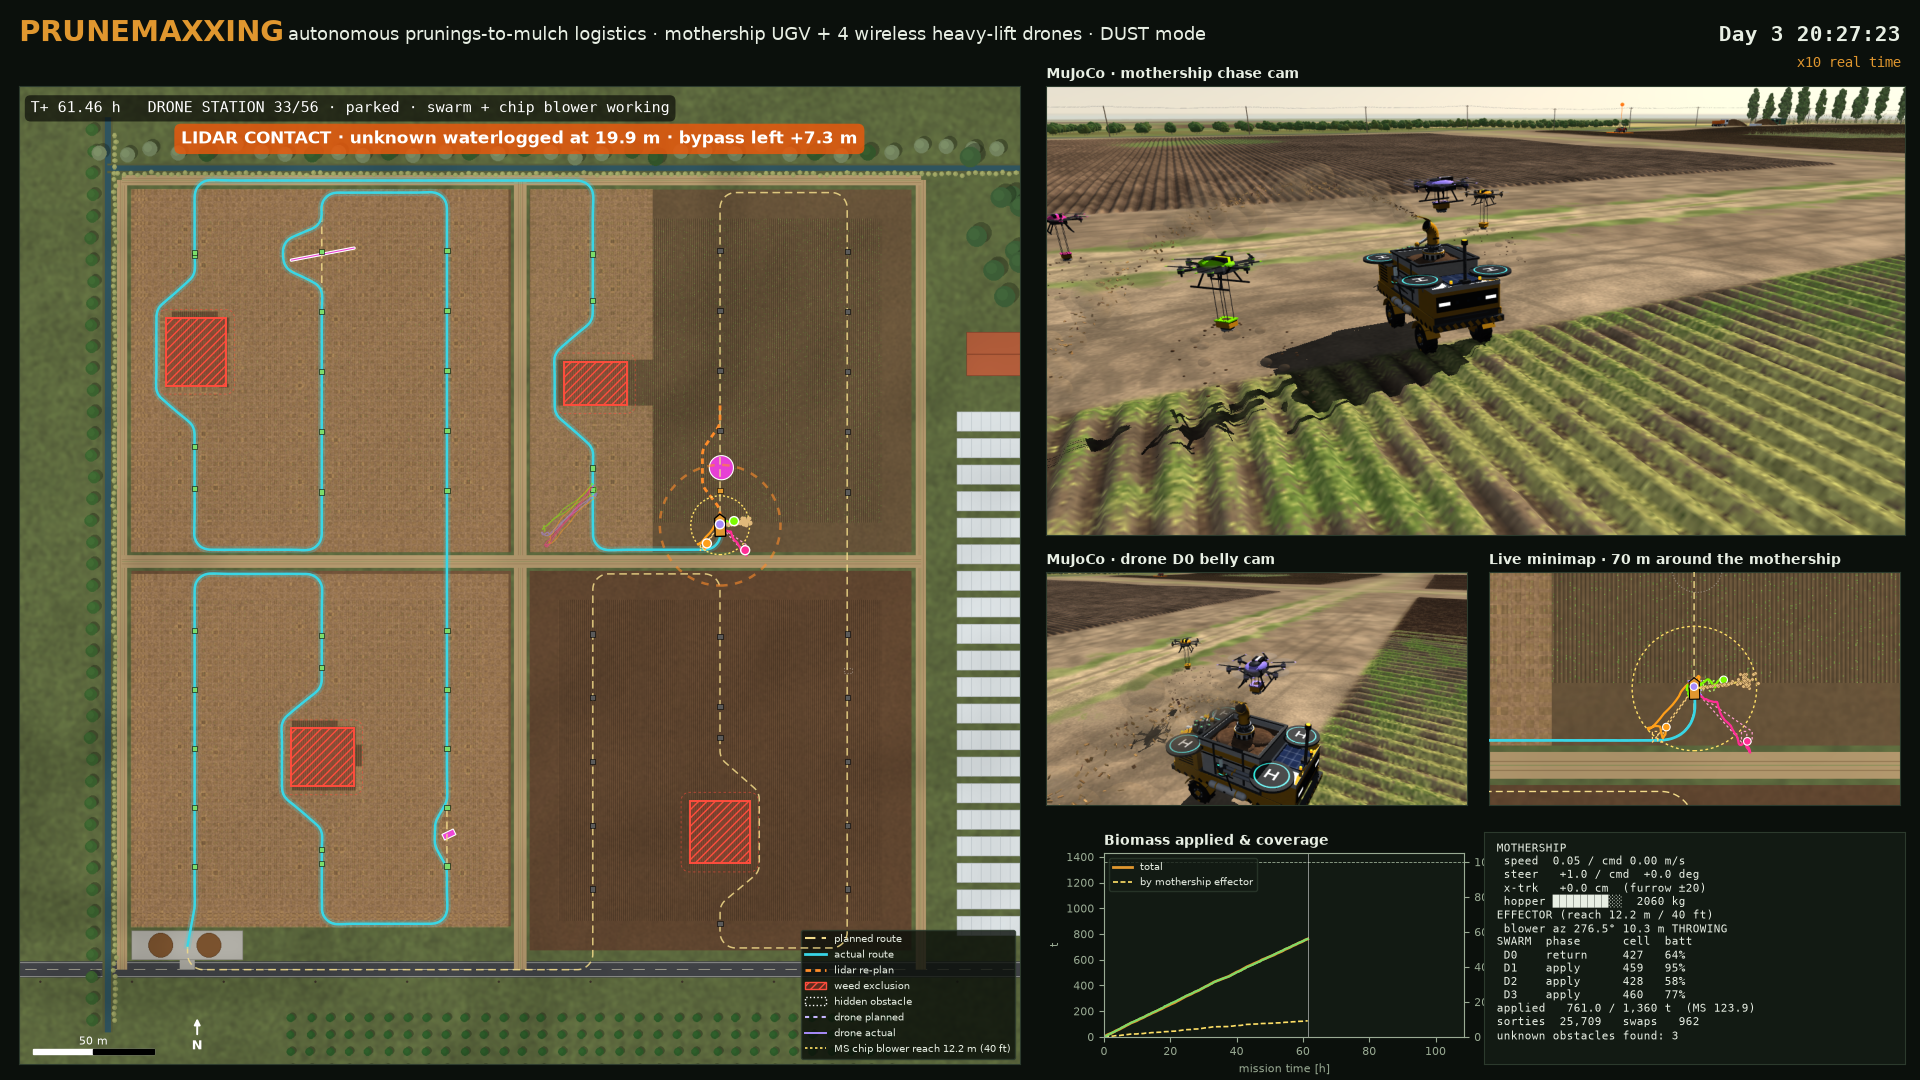 PRUNEMAXXING autonomous prunings-to-mulch logistics · mothership UGV + 4 wireless heavy-lift drones · DUST mode
Day 3 20:27:23
x10 real time
T+ 61.46 h DRONE STATION 33/56 · parked · swarm + chip blower working
LIDAR CONTACT · unknown waterlogged at 19.9 m · bypass left +7.3 m
50 m
N
planned route
actual route
lidar re-plan
weed exclusion
hidden obstacle
drone planned
drone actual
MS chip blower reach 12.2 m (40 ft)
MuJoCo · mothership chase cam
MuJoCo · drone D0 belly cam
H
H
H
Live minimap · 70 m around the mothership
Biomass applied & coverage
total
by mothership effector
t
1400
1200
1000
800
600
400
200
0
0 20 40 60 80 100
mission time [h]
MOTHERSHIP
speed 0.05 / cmd 0.00 m/s
steer +1.0 / cmd +0.0 deg
x-trk +0.0 cm (furrow ±20)
hopper ████████░░ 2060 kg
EFFECTOR (reach 12.2 m / 40 ft)
blower az 276.5° 10.3 m THROWING
SWARM phase cell batt
D0 return 427 64%
D1 apply 459 95%
D2 apply 428 58%
D3 apply 460 77%
applied 761.0 / 1,360 t (MS 123.9)
sorties 25,709 swaps 962
unknown obstacles found: 3